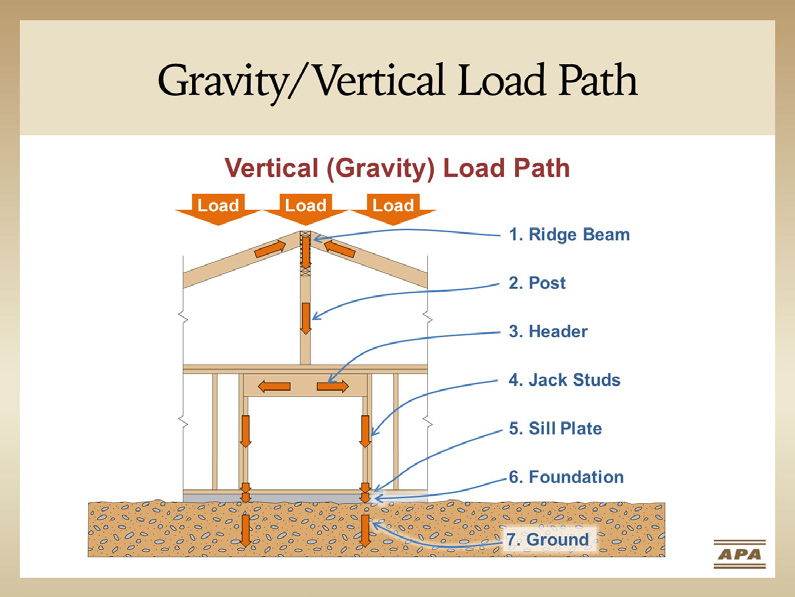 Gravity/Vertical Load Path
Vertical (Gravity) Load Path
Load Load Load
1. Ridge Beam
2. Post
3. Header
4. Jack Studs
5. Sill Plate
6. Foundation
7. Ground
APA